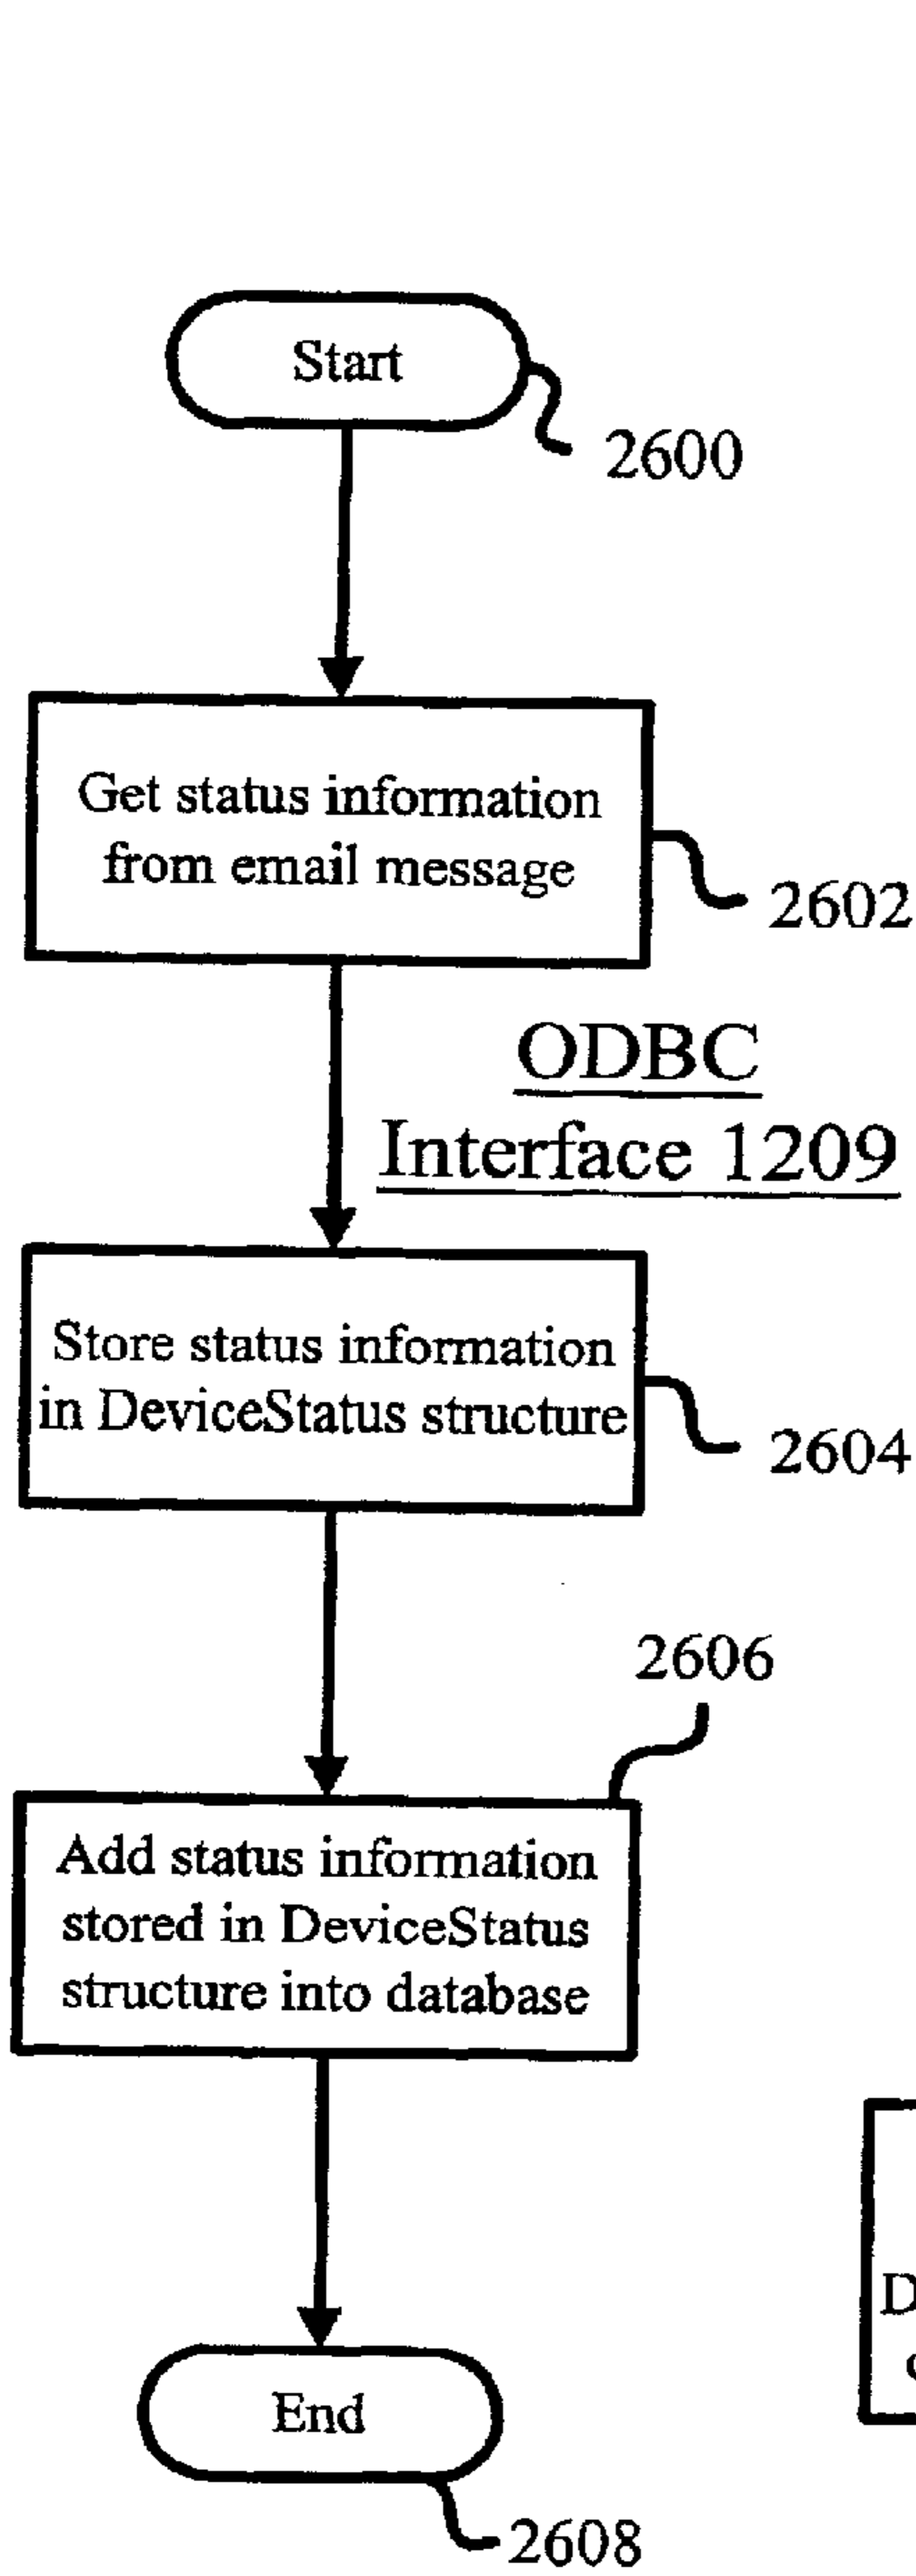 Start
2600
Get status information
from email message
2602
ODBC
Interface 1209
Store status information
in DeviceStatus structure
2604
2606
Add status information
stored in DeviceStatus
structure into database
End
2608